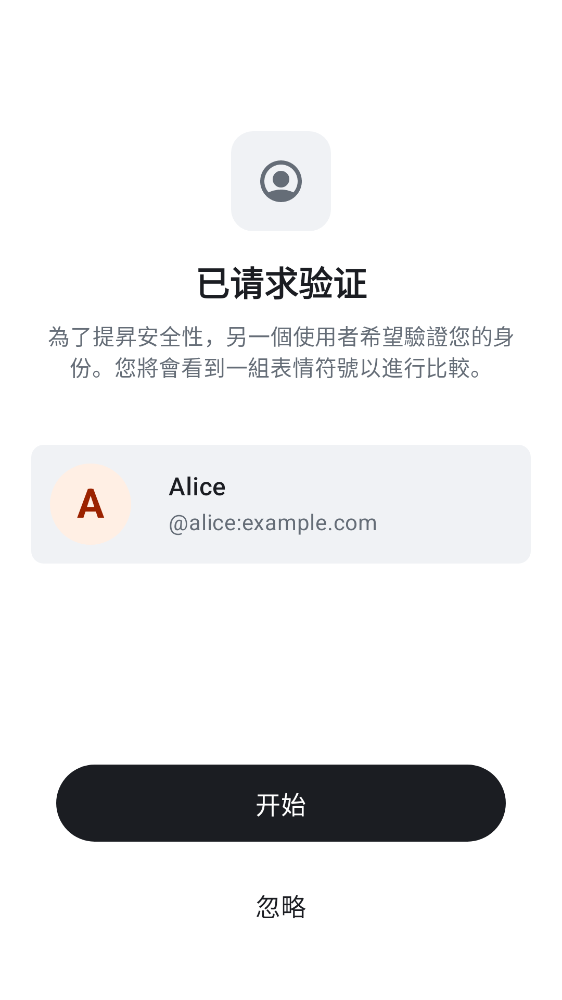 已请求验证
為了提昇安全性，另一個使用者希望驗證您的身
份。您將會看到一組表情符號以進行比較。
A
Alice
@alice:example.com
开始
忽略